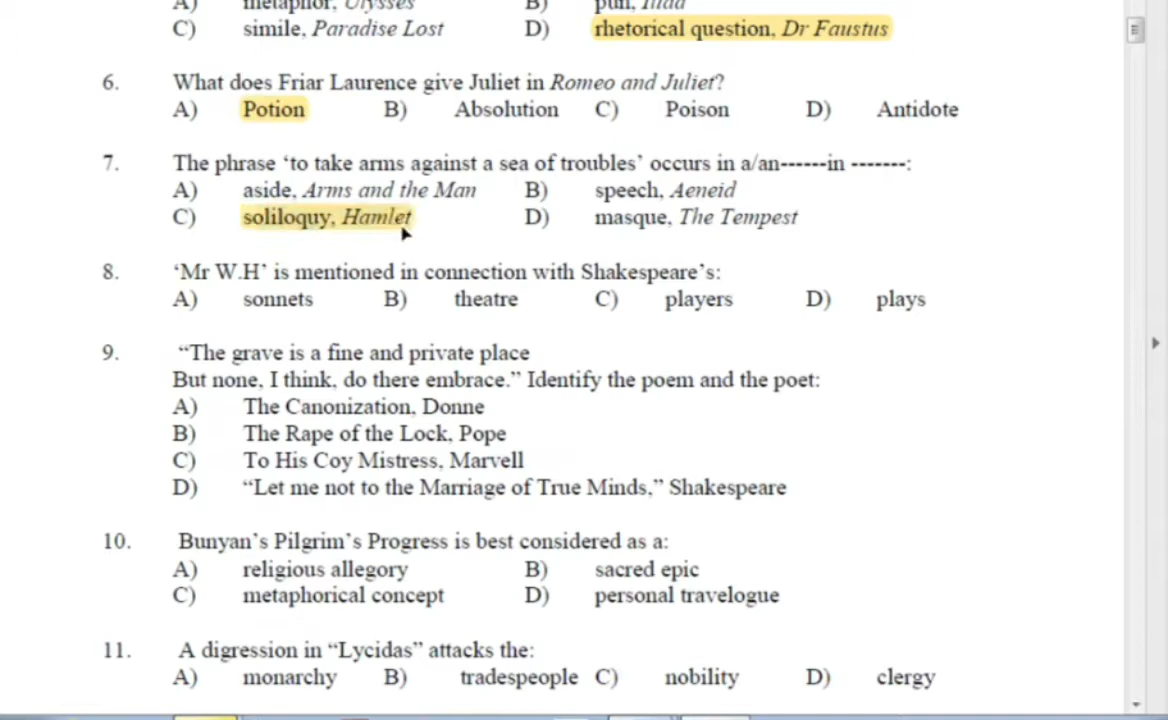 A) metaphor, Ulysses B) pun, Iliad
C) simile, Paradise Lost D) rhetorical question, Dr Faustus
6. What does Friar Laurence give Juliet in Romeo and Juliet?
A) Potion B) Absolution C) Poison D) Antidote
7. The phrase ‘to take arms against a sea of troubles’ occurs in a/an------in -------:
A) aside, Arms and the Man B) speech, Aeneid
C) soliloquy, Hamlet D) masque, The Tempest
8. ‘Mr W.H’ is mentioned in connection with Shakespeare’s:
A) sonnets B) theatre C) players D) plays
9. “The grave is a fine and private place
But none, I think, do there embrace.” Identify the poem and the poet:
A) The Canonization, Donne
B) The Rape of the Lock, Pope
C) To His Coy Mistress, Marvell
D) “Let me not to the Marriage of True Minds,” Shakespeare
10. Bunyan’s Pilgrim’s Progress is best considered as a:
A) religious allegory B) sacred epic
C) metaphorical concept D) personal travelogue
11. A digression in “Lycidas” attacks the:
A) monarchy B) tradespeople C) nobility D) clergy